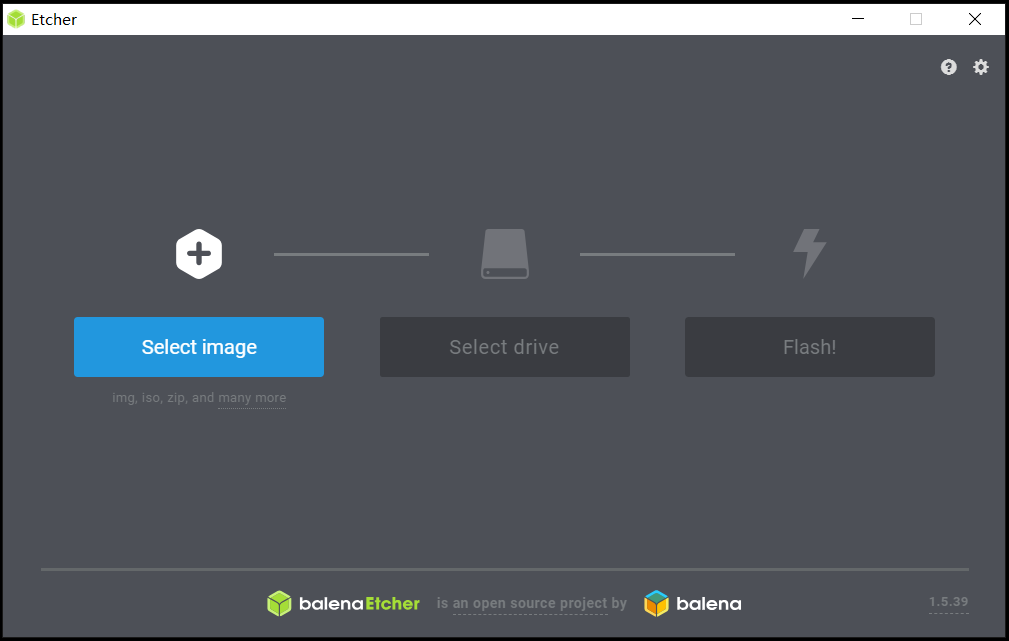 Etcher
Select image
Select drive
Flash!
img, iso, zip, and many more
balenaEtcher is an open source project by balena
1.5.39